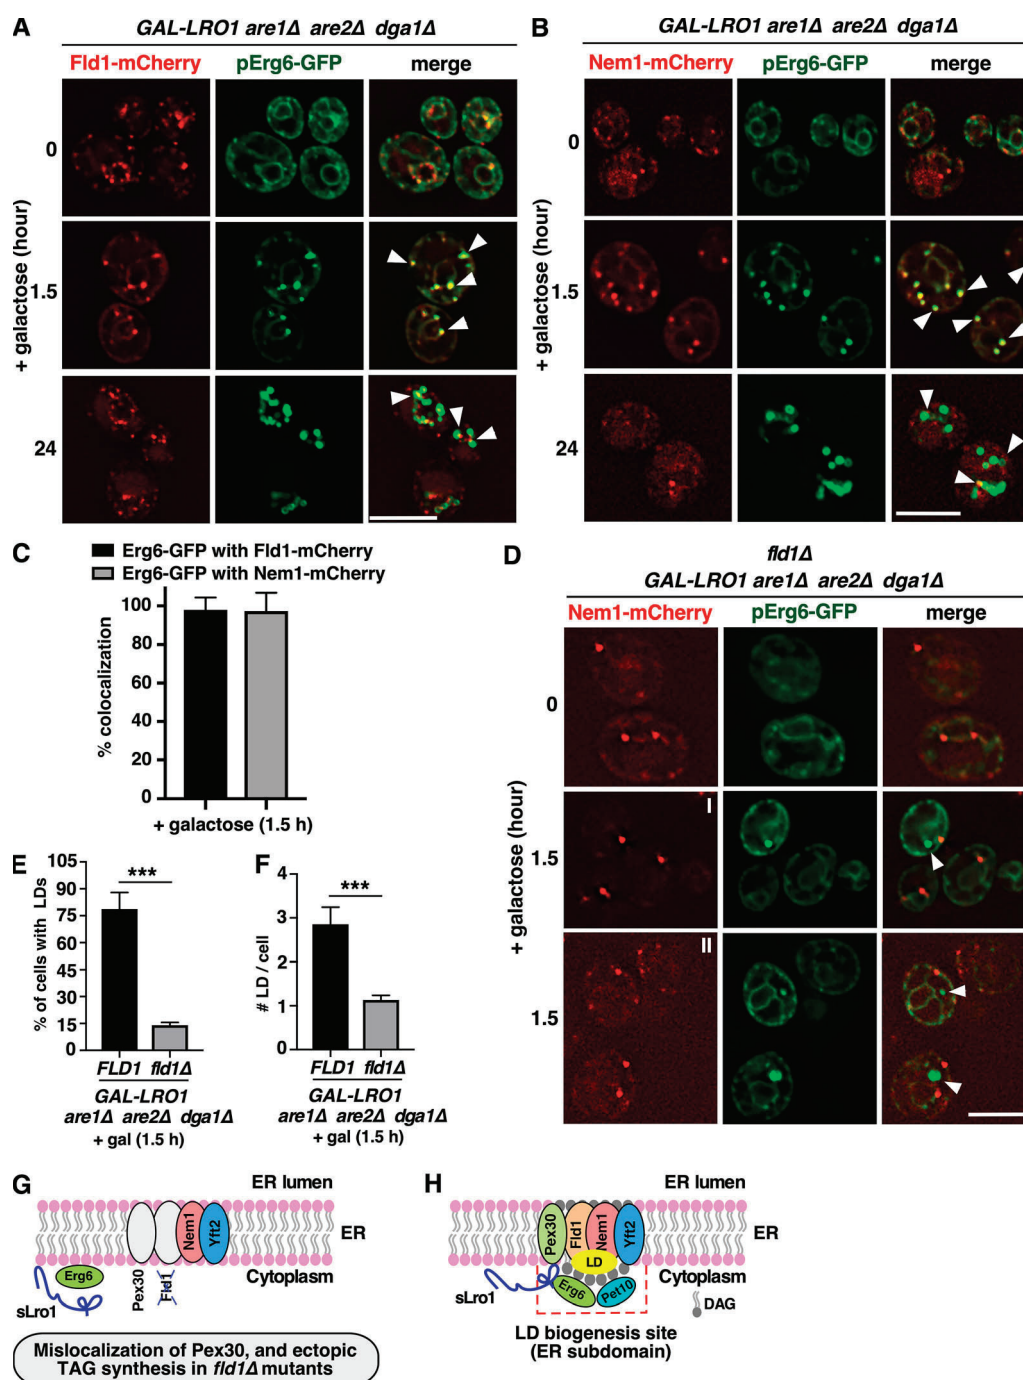 A
GAL-LRO1 are1Δ are2Δ dga1Δ
Fld1-mCherry pErg6-GFP merge
+ galactose (hour)
0
1.5
24
B
GAL-LRO1 are1Δ are2Δ dga1Δ
Nem1-mCherry pErg6-GFP merge
+ galactose (hour)
0
1.5
24
C
Erg6-GFP with Fld1-mCherry
Erg6-GFP with Nem1-mCherry
% colocalization
100
80
60
40
20
0
+ galactose (1.5 h)
D
fld1Δ
GAL-LRO1 are1Δ are2Δ dga1Δ
Nem1-mCherry pErg6-GFP merge
+ galactose (hour)
0
I
1.5
II
1.5
E
% of cells with LDs
105
90
75
60
45
30
15
0
***
FLD1 fld1Δ
GAL-LRO1
are1Δ are2Δ dga1Δ
+ gal (1.5 h)
F
# LD / cell
4
3
2
1
0
***
FLD1 fld1Δ
GAL-LRO1
are1Δ are2Δ dga1Δ
+ gal (1.5 h)
G
ER lumen
ER
Cytoplasm
Nem1
Yft2
Erg6
sLro1
Pex30
Fld1
Mislocalization of Pex30, and ectopic
TAG synthesis in fld1Δ mutants
H
ER lumen
ER
Cytoplasm
Pex30
Fld1
Nem1
Yft2
LD
Erg6
Pet10
sLro1
DAG
LD biogenesis site
(ER subdomain)